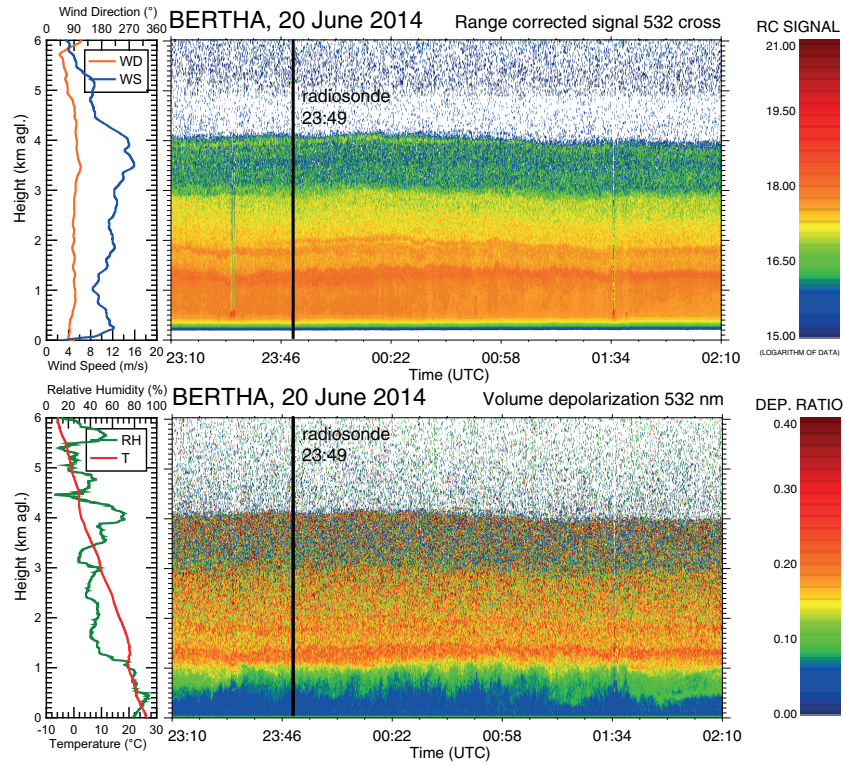 Wind Direction (°)
0 90 180 270 360
BERTHA, 20 June 2014
Range corrected signal 532 cross
RC SIGNAL
6
5
4
3
2
1
0
Height (km agl.)
WD
WS
radiosonde
23:49
21.00
19.50
18.00
16.50
15.00
(LOGARITHM OF DATA)
0 4 8 12 16 20
Wind Speed (m/s)
23:10 23:46 00:22 00:58 01:34 02:10
Time (UTC)
Relative Humidity (%)
0 20 40 60 80 100
BERTHA, 20 June 2014
Volume depolarization 532 nm
DEP. RATIO
6
5
4
3
2
1
0
Height (km agl.)
RH
T
radiosonde
23:49
0.40
0.30
0.20
0.10
0.00
-10 0 10 20 30
Temperature (°C)
23:10 23:46 00:22 00:58 01:34 02:10
Time (UTC)